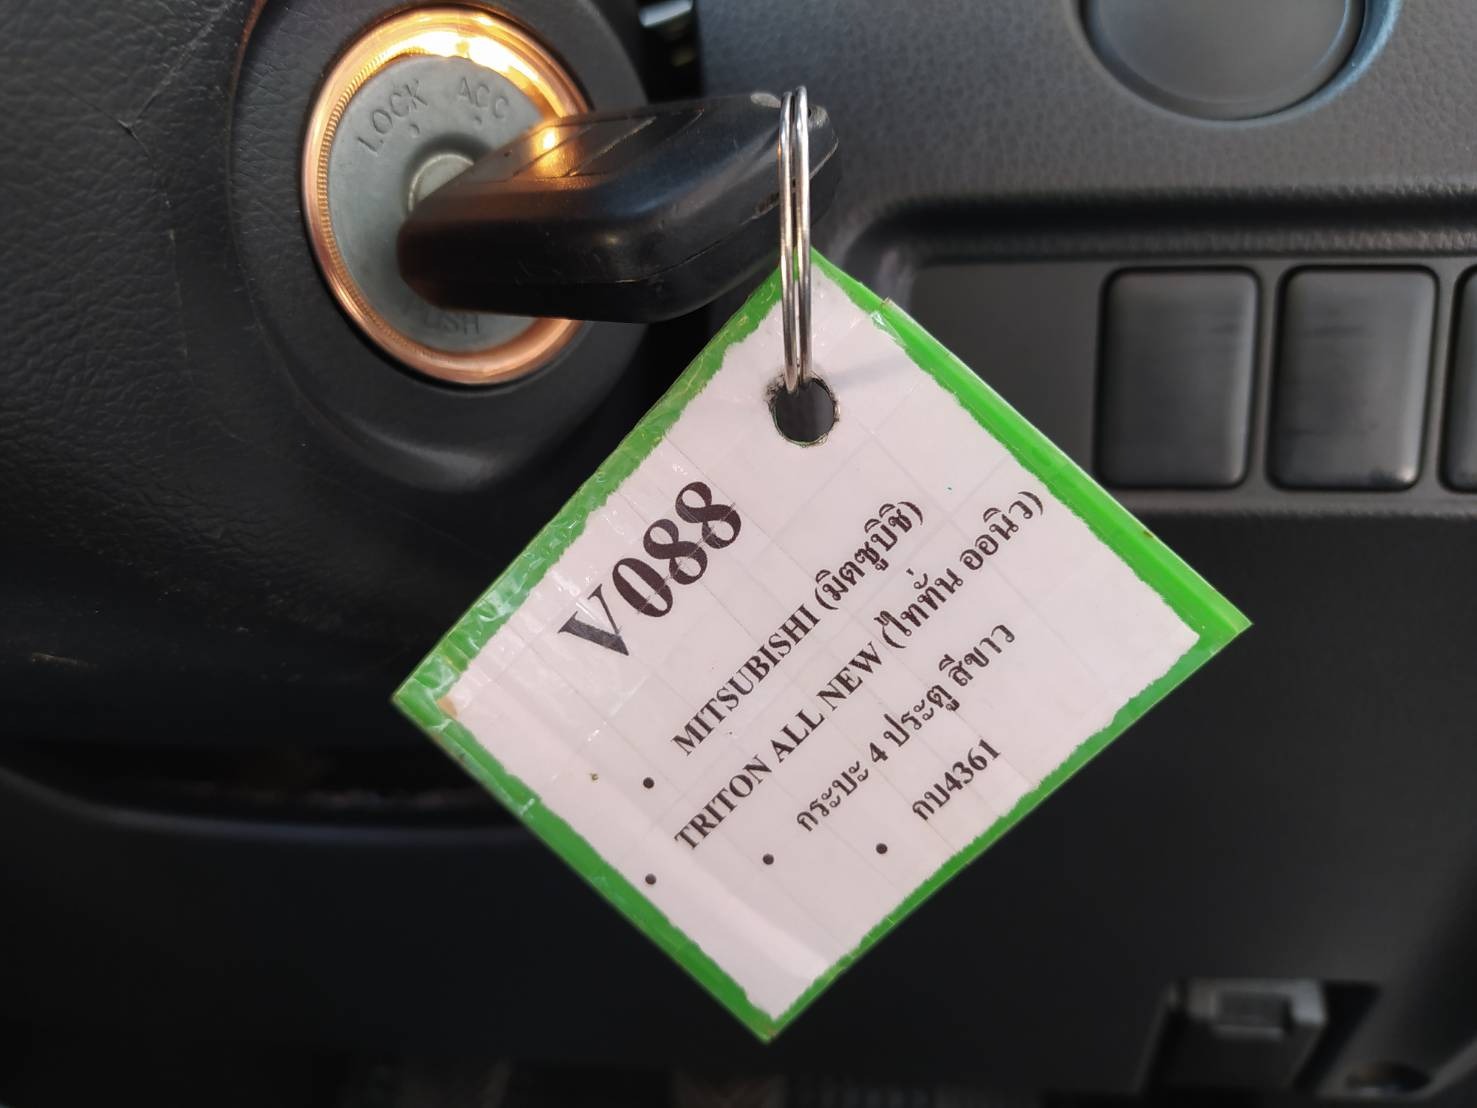 LOCK ACC
PUSH
V088
• MITSUBISHI (มิตซูบิชิ)
• TRITON ALL NEW (ไททั่น ออนิว)
• กระบะ 4 ประตู สีขาว
• กบ4361